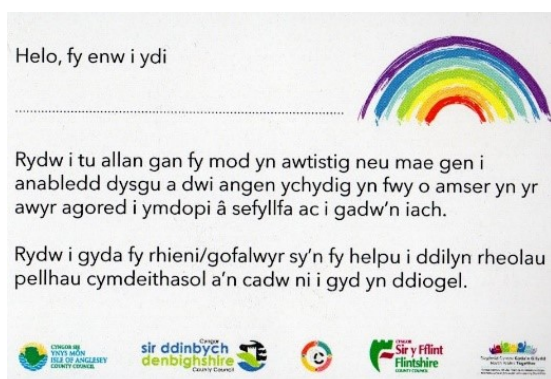 Helo, fy enw i ydi
Rydw i tu allan gan fy mod yn awtistig neu mae gen i
anabledd dysgu a dwi angen ychydig yn fwy o amser yn yr
awyr agored i ymdopi â sefyllfa ac i gadw'n iach.
Rydw i gyda fy rhieni/gofalwyr sy'n fy helpu i ddilyn rheolau
pellhau cymdeithasol a'n cadw ni i gyd yn ddiogel.
CYNGOR SIR
YNYS MÔN
ISLE OF ANGLESEY
COUNTY COUNCIL
Cyngor
sir ddinbych
denbighshire
County Council
CYNGOR
Sir y Fflint
Flintshire
COUNTY COUNCIL